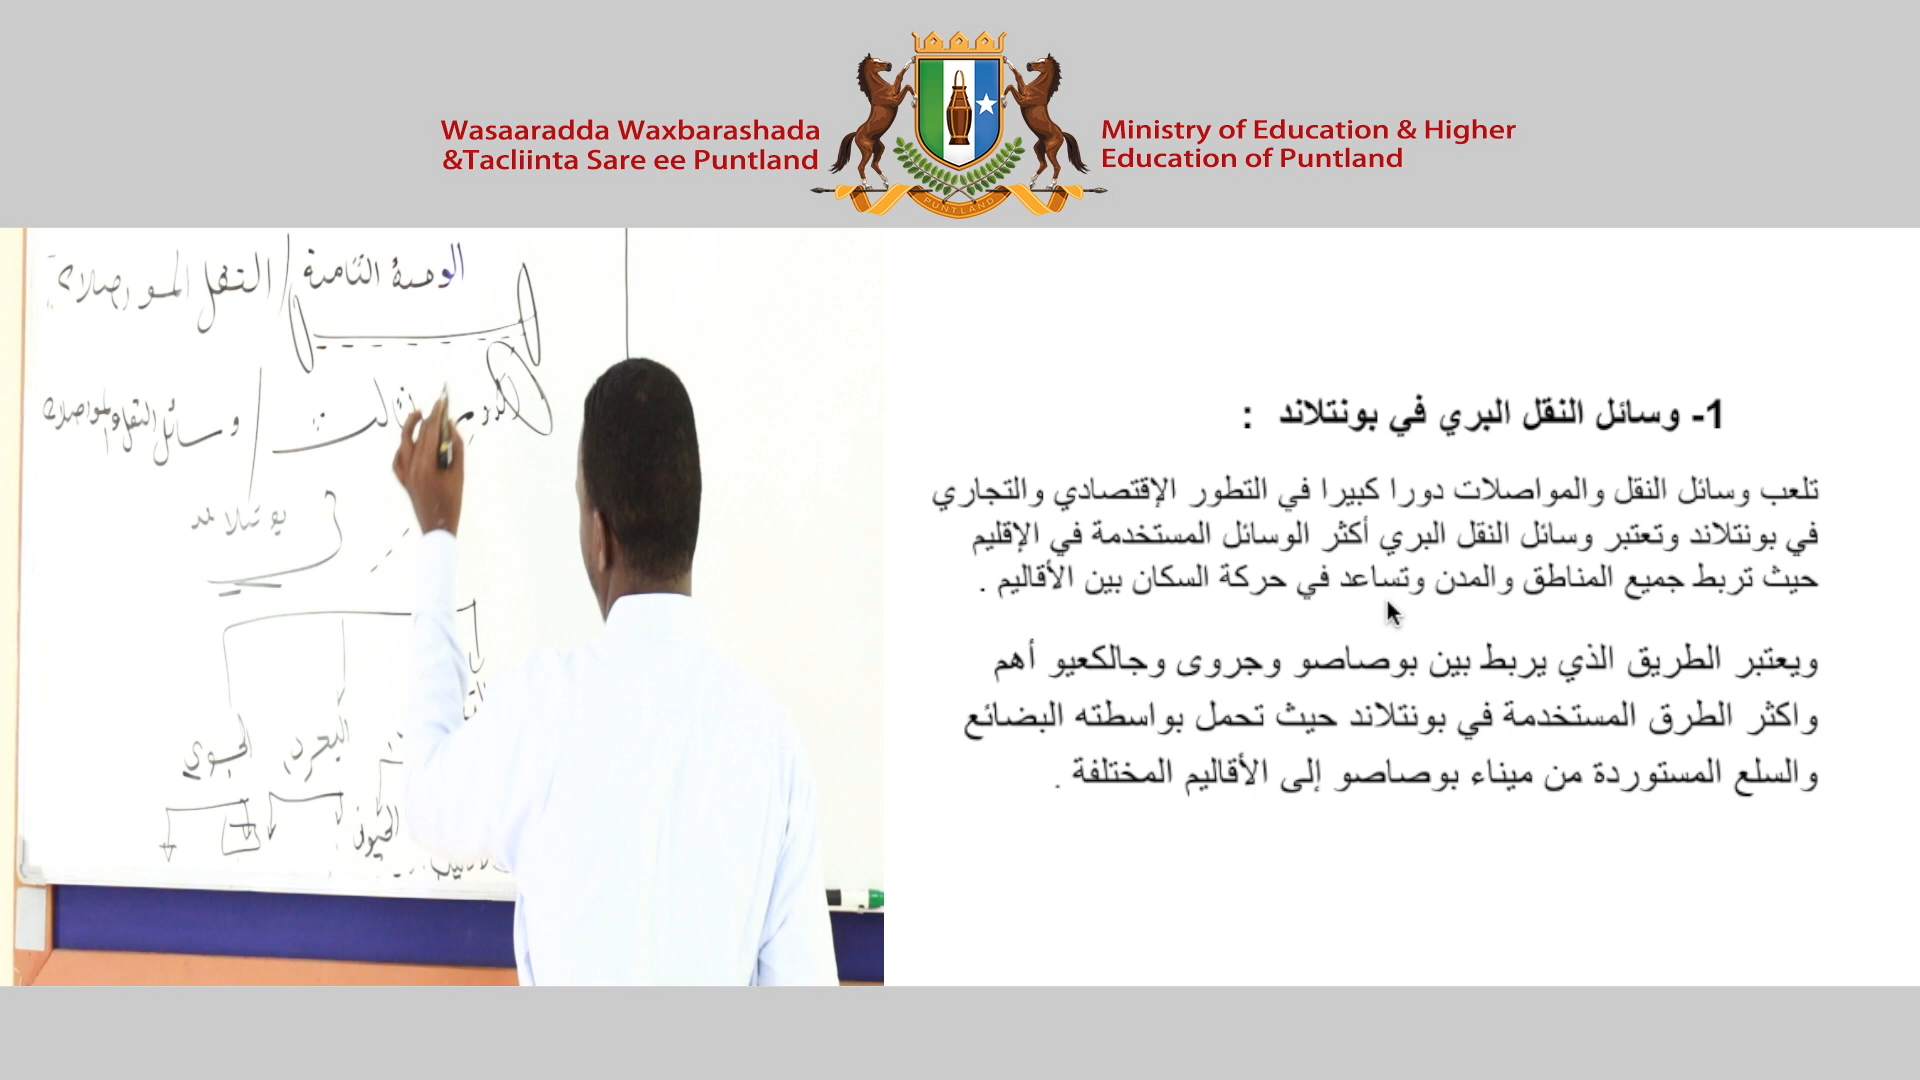 Wasaaradda Waxbarashada
&Tacliinta Sare ee Puntland
PUNTLAND
Ministry of Education & Higher
Education of Puntland
الوحدة الثامنة / النقل المواصلات
وسائل النقل والمواصلات
بونتلاند
البحري
الجوي
الحيوان
1- وسائل النقل البري في بونتلاند :
تلعب وسائل النقل والمواصلات دورا كبيرا في التطور الإقتصادي والتجاري
في بونتلاند وتعتبر وسائل النقل البري أكثر الوسائل المستخدمة في الإقليم
حيث تربط جميع المناطق والمدن وتساعد في حركة السكان بين الأقاليم .
ويعتبر الطريق الذي يربط بين بوصاصو وجروى وجالكعيو أهم
واكثر الطرق المستخدمة في بونتلاند حيث تحمل بواسطته البضائع
والسلع المستوردة من ميناء بوصاصو إلى الأقاليم المختلفة .